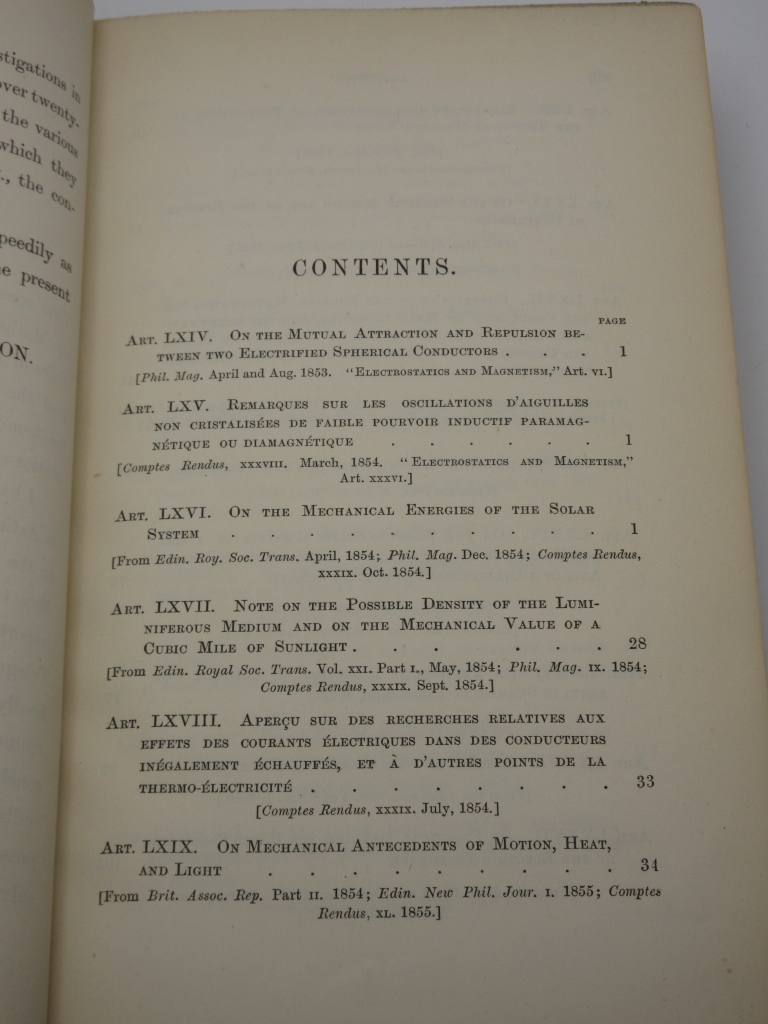 stigations in
over twenty-
the various
which they
., the con-
peedily as
e present
ON.
CONTENTS.
PAGE
Art. LXIV. On the Mutual Attraction and Repulsion be-
tween two Electrified Spherical Conductors . . . 1
[Phil. Mag. April and Aug. 1853. "Electrostatics and Magnetism," Art. vi.]
Art. LXV. Remarques sur les oscillations d'aiguilles
non cristalisées de faible pourvoir inductif paramag-
nétique ou diamagnétique . . . . . . 1
[Comptes Rendus, xxxviii. March, 1854. "Electrostatics and Magnetism,"
Art. xxxvi.]
Art. LXVI. On the Mechanical Energies of the Solar
System . . . . . . . . . . 1
[From Edin. Roy. Soc. Trans. April, 1854; Phil. Mag. Dec. 1854; Comptes Rendus,
xxxix. Oct. 1854.]
Art. LXVII. Note on the Possible Density of the Lumi-
niferous Medium and on the Mechanical Value of a
Cubic Mile of Sunlight . . . . . . 28
[From Edin. Royal Soc. Trans. Vol. xxi. Part i., May, 1854; Phil. Mag. ix. 1854;
Comptes Rendus, xxxix. Sept. 1854.]
Art. LXVIII. Aperçu sur des recherches relatives aux
effets des courants électriques dans des conducteurs
inégalement échauffés, et à d'autres points de la
thermo-électricité . . . . . . . 33
[Comptes Rendus, xxxix. July, 1854.]
Art. LXIX. On Mechanical Antecedents of Motion, Heat,
and Light . . . . . . . . . 34
[From Brit. Assoc. Rep. Part ii. 1854; Edin. New Phil. Jour. i. 1855; Comptes
Rendus, xl. 1855.]